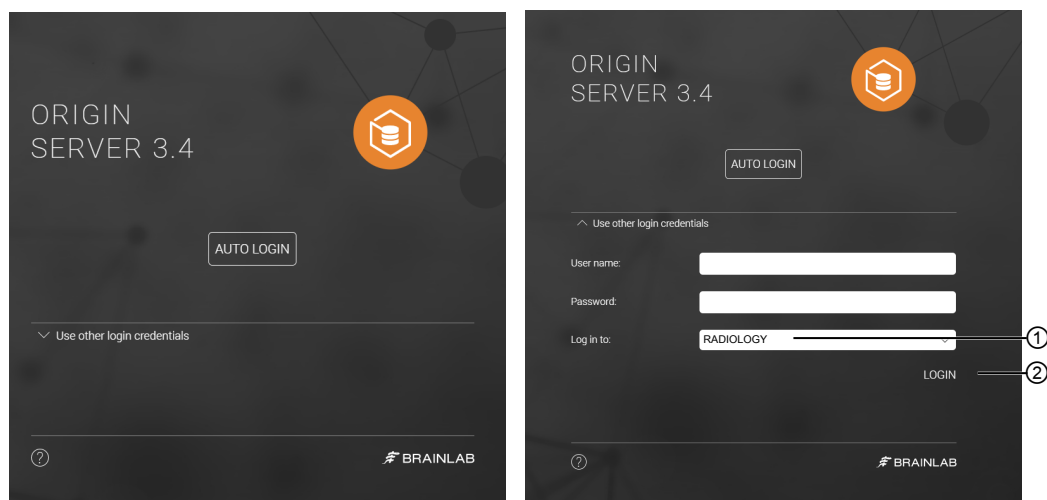 ORIGIN
SERVER 3.4
AUTO LOGIN
Use other login credentials
?
BRAINLAB
ORIGIN
SERVER 3.4
AUTO LOGIN
Use other login credentials
User name:
Password:
Log in to: RADIOLOGY
1
LOGIN
2
?
BRAINLAB